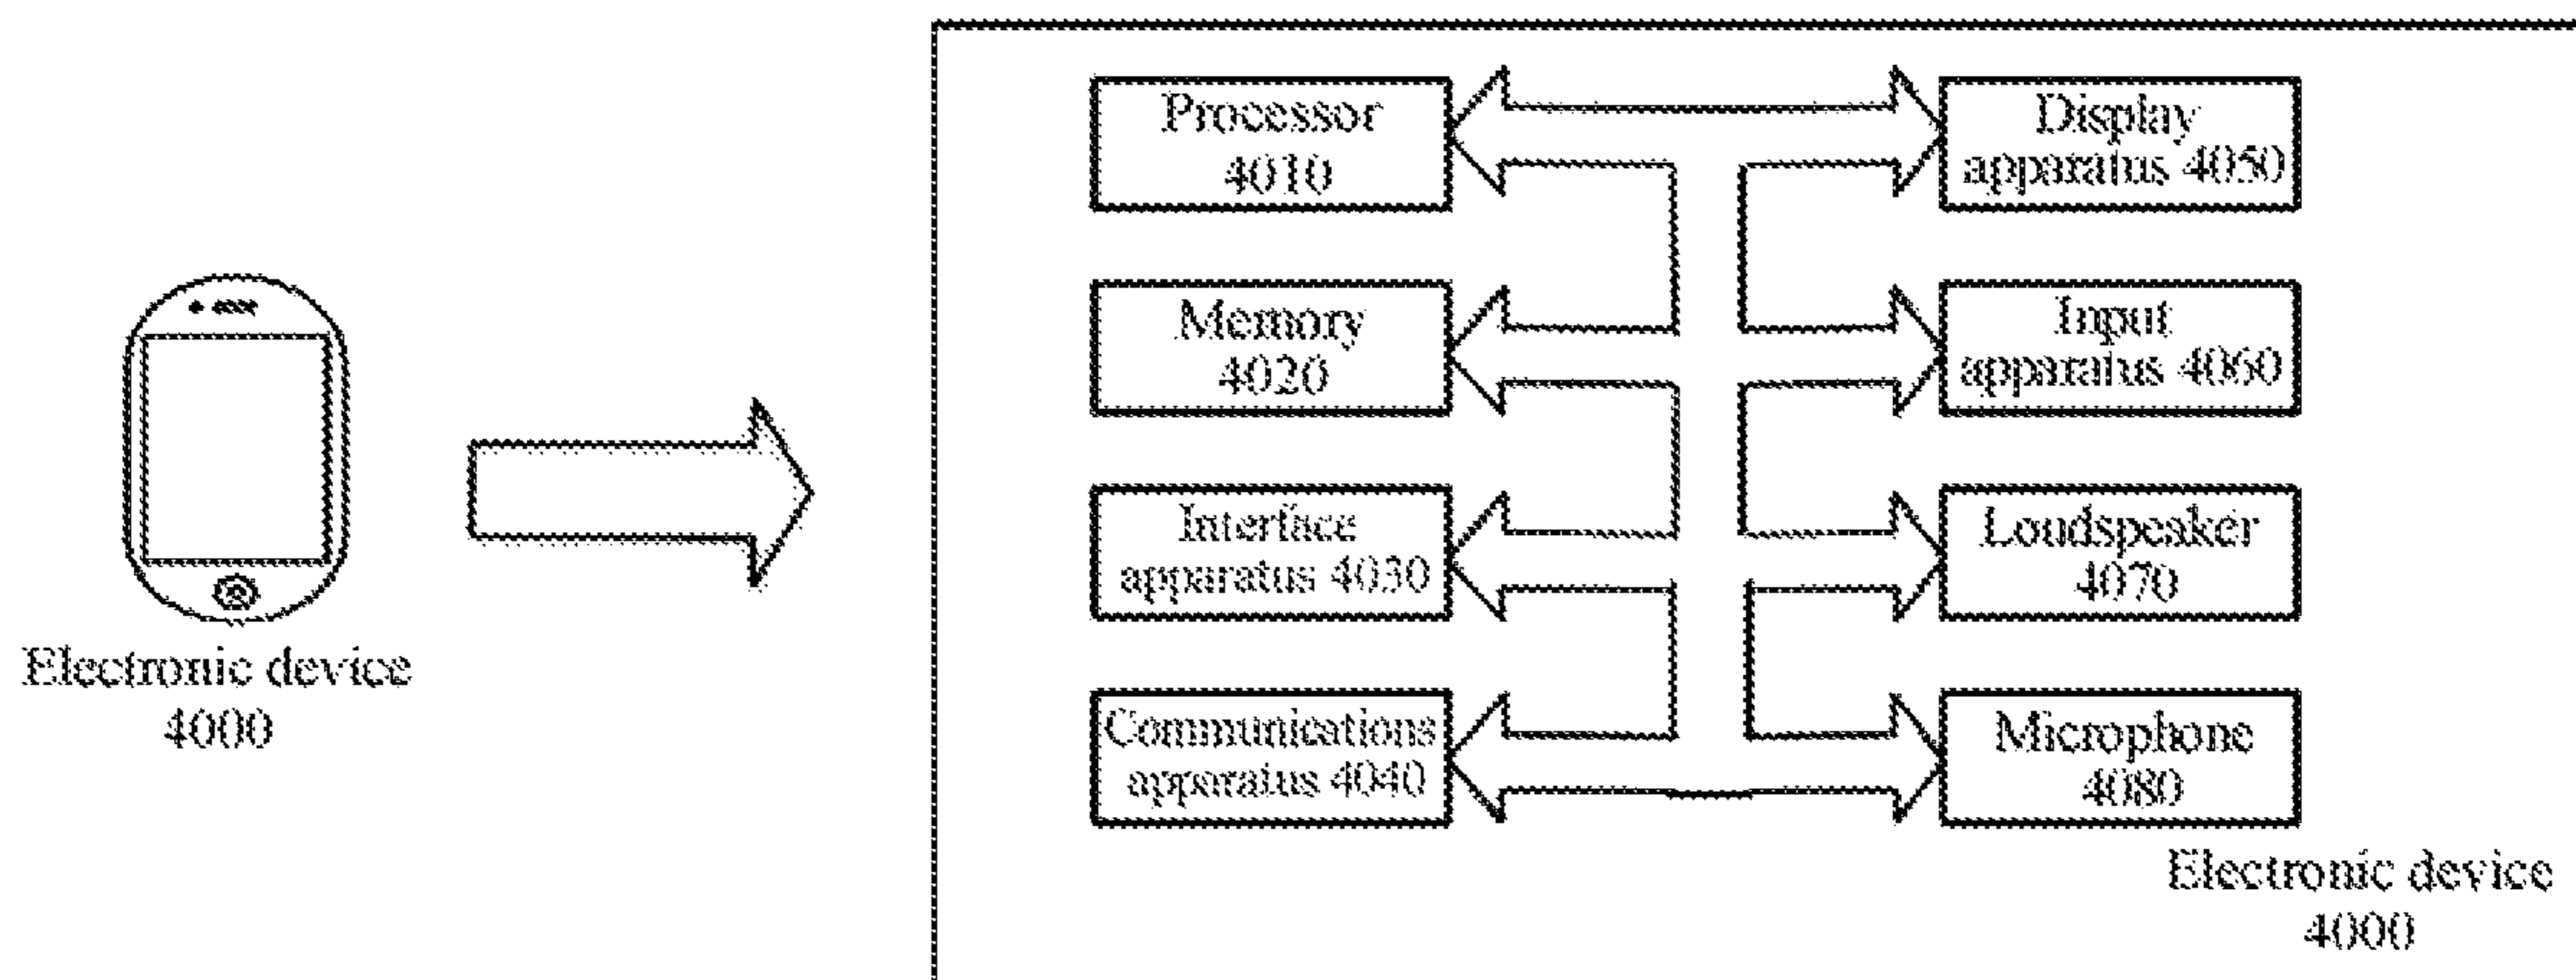 Processor
4010
Display
apparatus 4050
Memory
4020
Input
apparatus 4060
Interface
apparatus 4030
Loudspeaker
4070
Communications
apparatus 4040
Microphone
4080
Electronic device
4000
Electronic device
4000